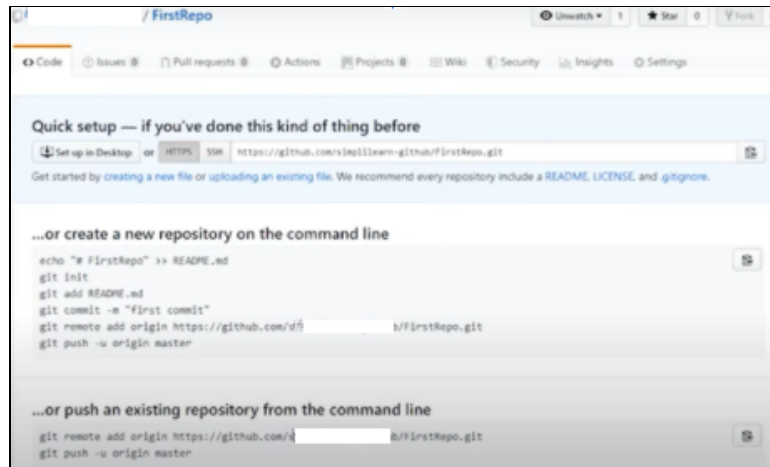 / FirstRepo
Unwatch 1 Star 0 Fork
Code Issues 0 Pull requests 0 Actions Projects 0 Wiki Security Insights Settings
Quick setup — if you've done this kind of thing before
Set up in Desktop or HTTPS SSH https://github.com/simplilearn-github/FirstRepo.git
Get started by creating a new file or uploading an existing file. We recommend every repository include a README, LICENSE, and .gitignore.
...or create a new repository on the command line
echo "# FirstRepo" >> README.md
git init
git add README.md
git commit -m "first commit"
git remote add origin https://github.com/ b/FirstRepo.git
git push -u origin master
...or push an existing repository from the command line
git remote add origin https://github.com/ b/FirstRepo.git
git push -u origin master